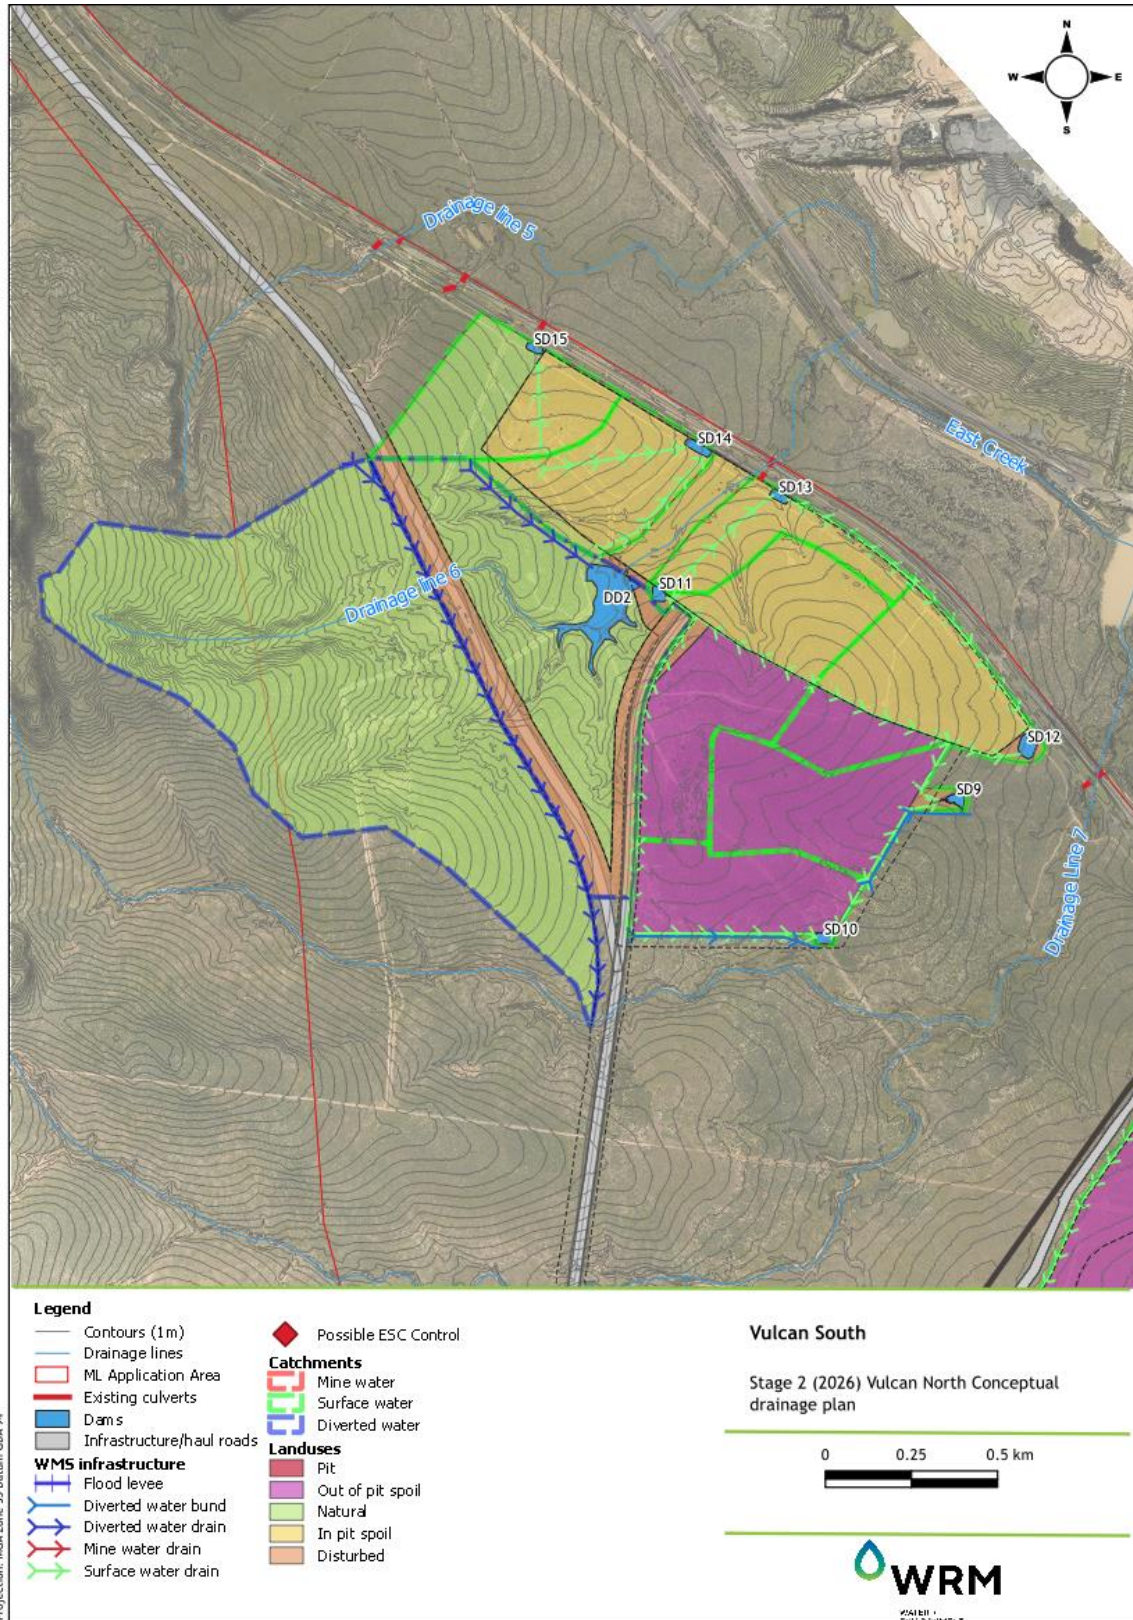 N
W E
S
Drainage line 5
SD15
SD14
East Creek
SD13
Drainage line 6
SD11
DD2
SD12
SD9
Drainage Line 7
SD10
Legend
Contours (1m)
Drainage lines
ML Application Area
Existing culverts
Dams
Infrastructure/haul roads
WMS infrastructure
Flood levee
Diverted water bund
Diverted water drain
Mine water drain
Surface water drain
Possible ESC Control
Catchments
Mine water
Surface water
Diverted water
Landuses
Pit
Out of pit spoil
Natural
In pit spoil
Disturbed
Vulcan South
Stage 2 (2026) Vulcan North Conceptual
drainage plan
0 0.25 0.5 km
WRM